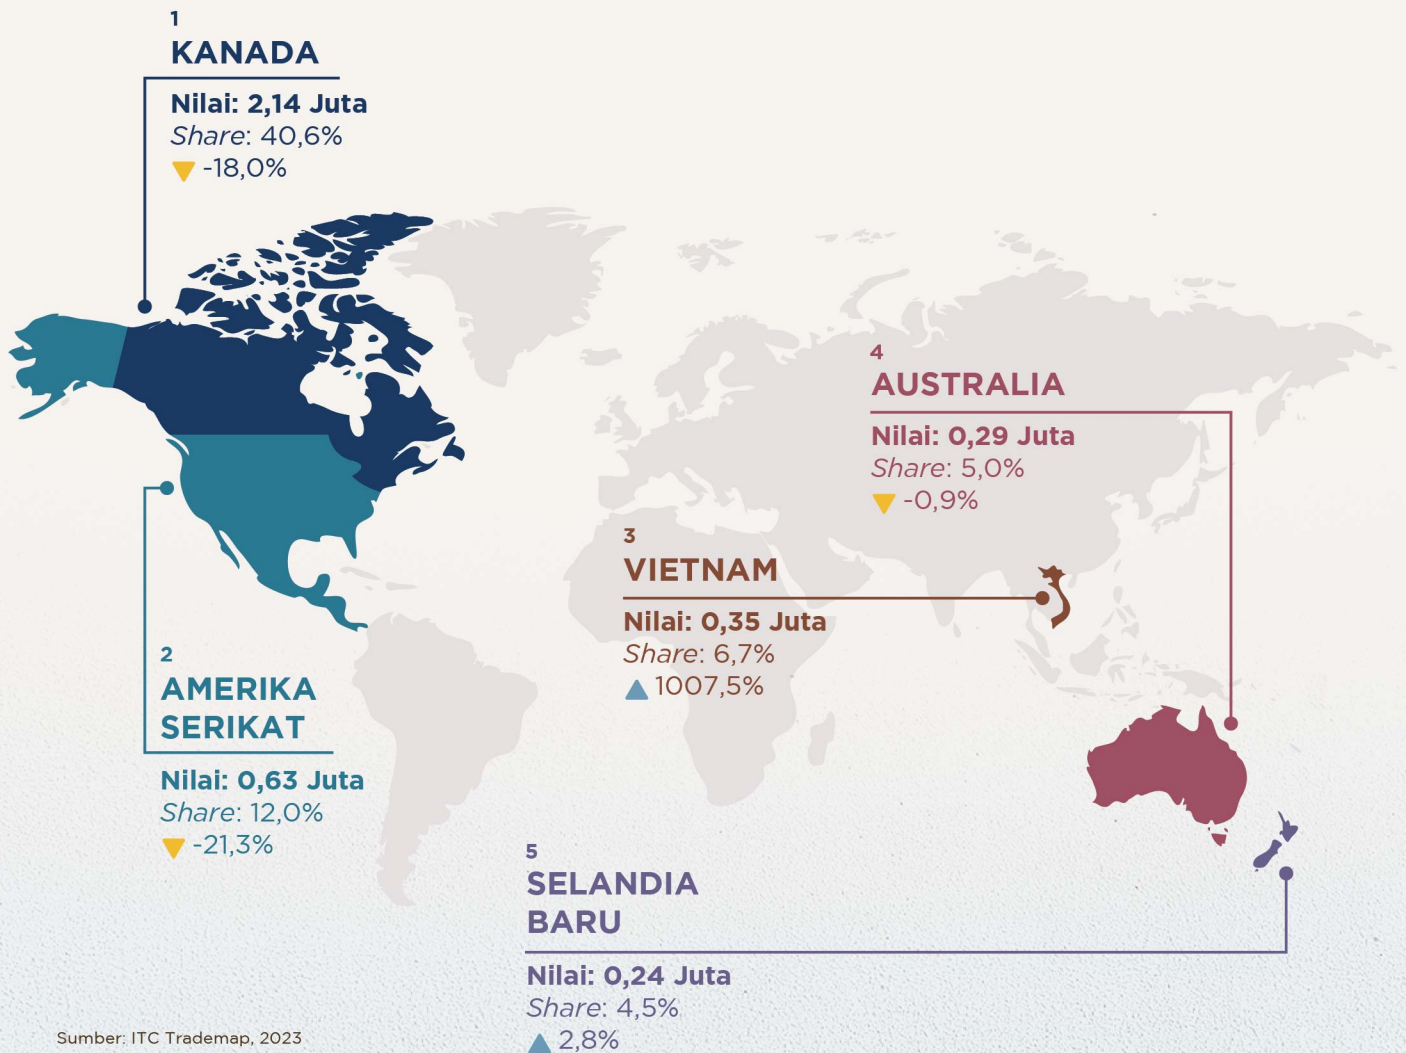 1
KANADA
Nilai: 2,14 Juta
Share: 40,6%
-18,0%
4
AUSTRALIA
Nilai: 0,29 Juta
Share: 5,0%
-0,9%
3
VIETNAM
Nilai: 0,35 Juta
Share: 6,7%
1007,5%
2
AMERIKA
SERIKAT
Nilai: 0,63 Juta
Share: 12,0%
-21,3%
5
SELANDIA
BARU
Nilai: 0,24 Juta
Share: 4,5%
2,8%
Sumber: ITC Trademap, 2023